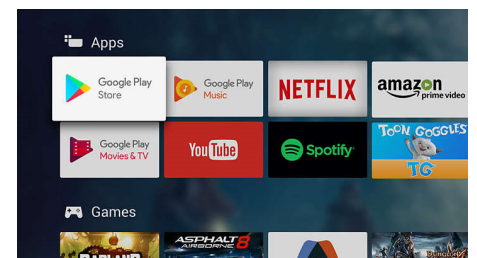 Apps
Google Play
Store
Google Play
Music
NETFLIX
amazon
prime video
Google Play
Movies & TV
YouTube
Spotify
TOON GOGGLES
TG
Games
BADLAND
ASPHALT 8
AIRBORNE